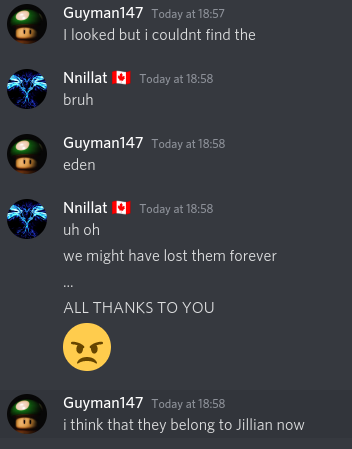 Guyman147 Today at 18:57
I looked but i couldnt find the
Nnillat 🇨🇦 Today at 18:58
bruh
Guyman147 Today at 18:58
eden
Nnillat 🇨🇦 Today at 18:58
uh oh
we might have lost them forever
...
ALL THANKS TO YOU
😠
Guyman147 Today at 18:58
i think that they belong to Jillian now